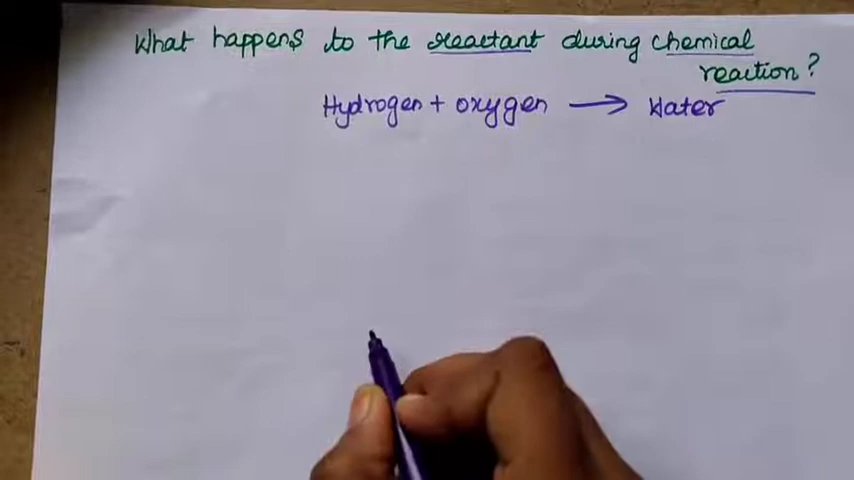 What happens to the reactant during chemical
reaction?
Hydrogen + oxygen → Water